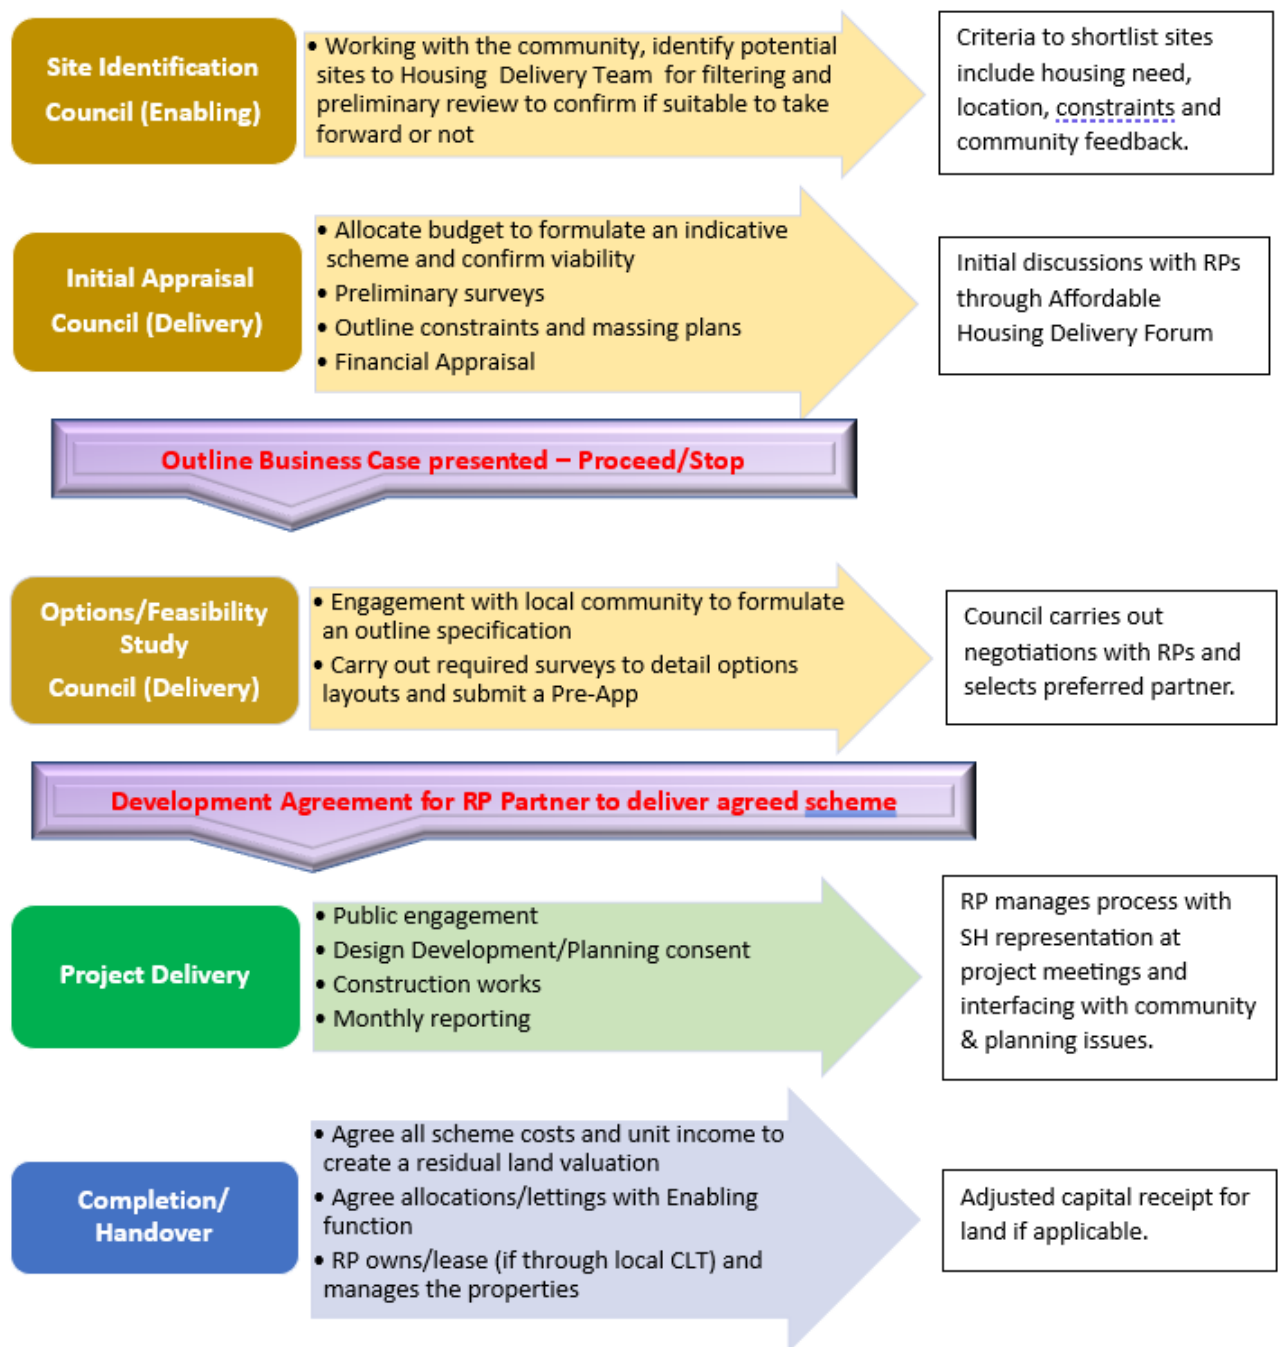 Site Identification
Council (Enabling)
• Working with the community, identify potential
sites to Housing Delivery Team for filtering and
preliminary review to confirm if suitable to take
forward or not
Criteria to shortlist sites
include housing need,
location, constraints and
community feedback.
Initial Appraisal
Council (Delivery)
• Allocate budget to formulate an indicative
scheme and confirm viability
• Preliminary surveys
• Outline constraints and massing plans
• Financial Appraisal
Initial discussions with RPs
through Affordable
Housing Delivery Forum
Outline Business Case presented – Proceed/Stop
Options/Feasibility
Study
Council (Delivery)
• Engagement with local community to formulate
an outline specification
• Carry out required surveys to detail options
layouts and submit a Pre-App
Council carries out
negotiations with RPs and
selects preferred partner.
Development Agreement for RP Partner to deliver agreed scheme
Project Delivery
• Public engagement
• Design Development/Planning consent
• Construction works
• Monthly reporting
RP manages process with
SH representation at
project meetings and
interfacing with community
& planning issues.
Completion/
Handover
• Agree all scheme costs and unit income to
create a residual land valuation
• Agree allocations/lettings with Enabling
function
• RP owns/lease (if through local CLT) and
manages the properties
Adjusted capital receipt for
land if applicable.